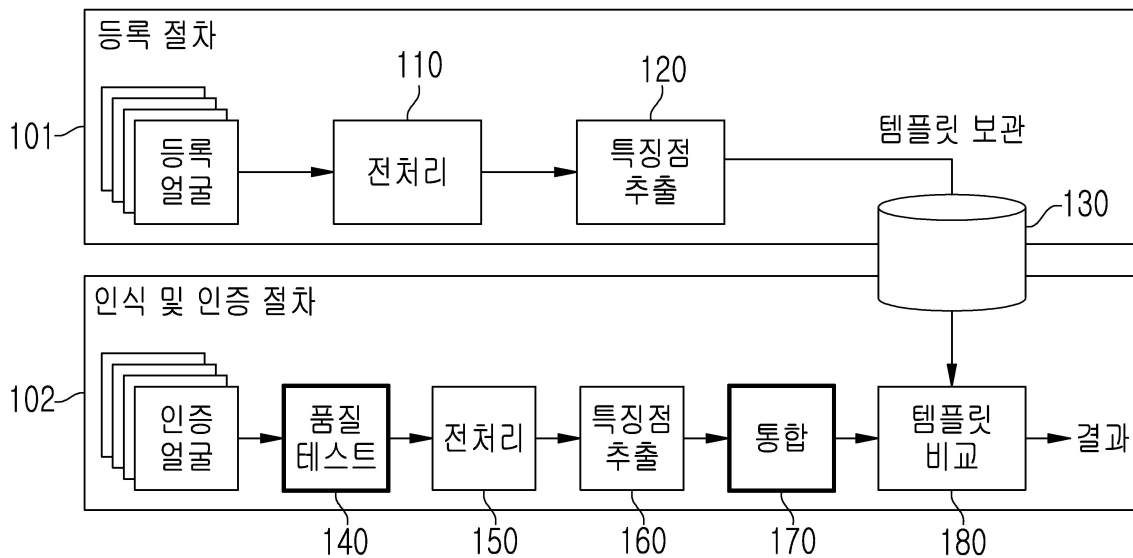 등록 절차
110
120
101
등록
얼굴
전처리
특징점
추출
템플릿 보관
130
인식 및 인증 절차
102
인증
얼굴
품질
테스트
전처리
특징점
추출
통합
템플릿
비교
결과
140
150
160
170
180